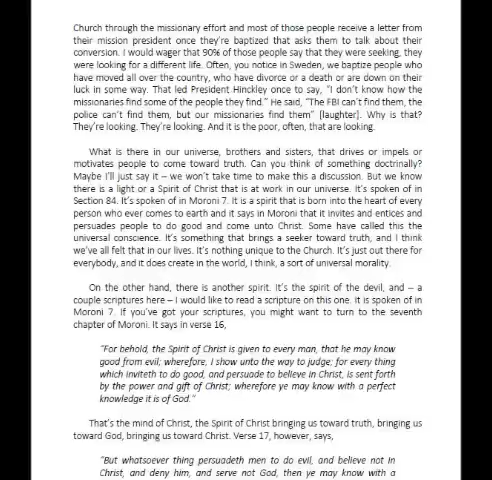 Church through the missionary effort and most of those people receive a letter from
their mission president once they're baptized that asks them to talk about their
conversion. I would wager that 90% of those people say that they were seeking, they
were looking for a different life. Often, you notice in Sweden, we baptize people who
have moved all over the country, who have divorce or a death or are down on their
luck in some way. That led President Hinckley once to say, "I don't know how the
missionaries find some of the people they find." He said, "The FBI can't find them, the
police can't find them, but our missionaries find them" [laughter]. Why is that?
They're looking. They're looking. And it is the poor, often, that are looking.
What is there in our universe, brothers and sisters, that drives or impels or
motivates people to come toward truth. Can you think of something doctrinally?
Maybe I'll just say it – we won't take time to make this a discussion. But we know
there is a light or a Spirit of Christ that is at work in our universe. It's spoken of in
Section 84. It's spoken of in Moroni 7. It is a spirit that is born into the heart of every
person who ever comes to earth and it says in Moroni that it invites and entices and
persuades people to do good and come unto Christ. Some have called this the
universal conscience. It's something that brings a seeker toward truth, and I think
we've all felt that in our lives. It's nothing unique to the Church. It's just out there for
everybody, and it does create in the world, I think, a sort of universal morality.
On the other hand, there is another spirit. It's the spirit of the devil, and – a
couple scriptures here – I would like to read a scripture on this one. It is spoken of in
Moroni 7. If you've got your scriptures, you might want to turn to the seventh
chapter of Moroni. It says in verse 16,
"For behold, the Spirit of Christ is given to every man, that he may know
good from evil; wherefore, I show unto the way to judge; for every thing
which inviteth to do good, and persuade to believe in Christ, is sent forth
by the power and gift of Christ; wherefore ye may know with a perfect
knowledge it is of God."
That's the mind of Christ, the Spirit of Christ bringing us toward truth, bringing us
toward God, bringing us toward Christ. Verse 17, however, says,
"But whatsoever thing persuadeth men to do evil, and believe not in
Christ, and deny him, and serve not God, then ye may know with a